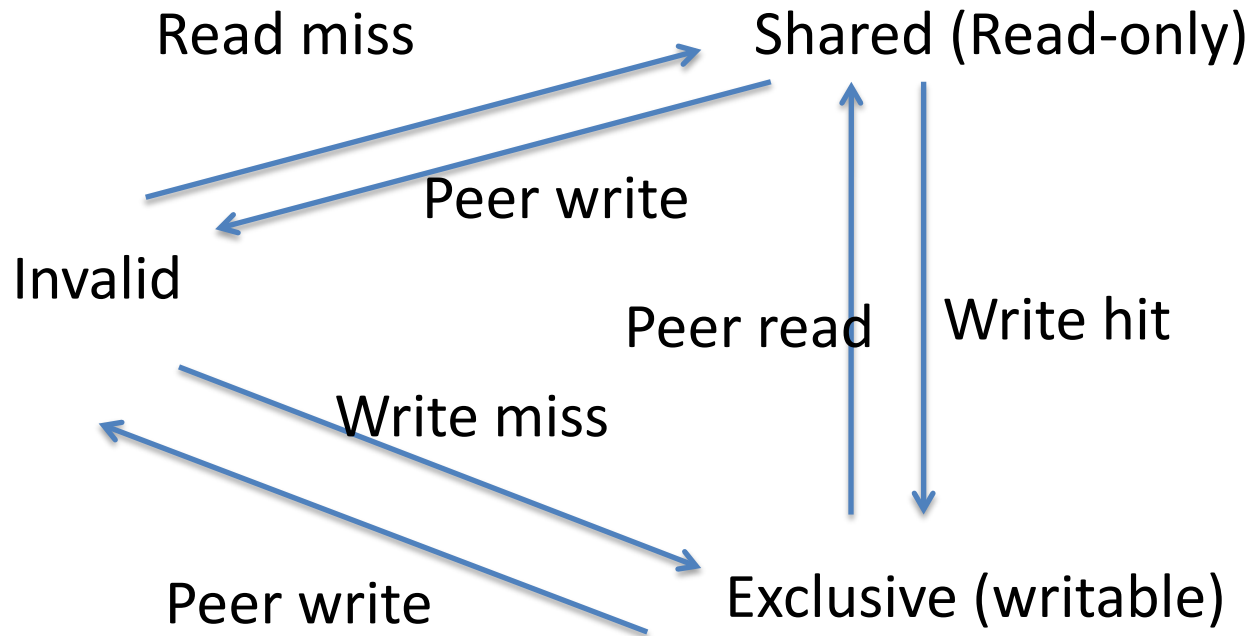 Read miss
Shared (Read-only)
Peer write
Invalid
Peer read
Write hit
Write miss
Peer write
Exclusive (writable)